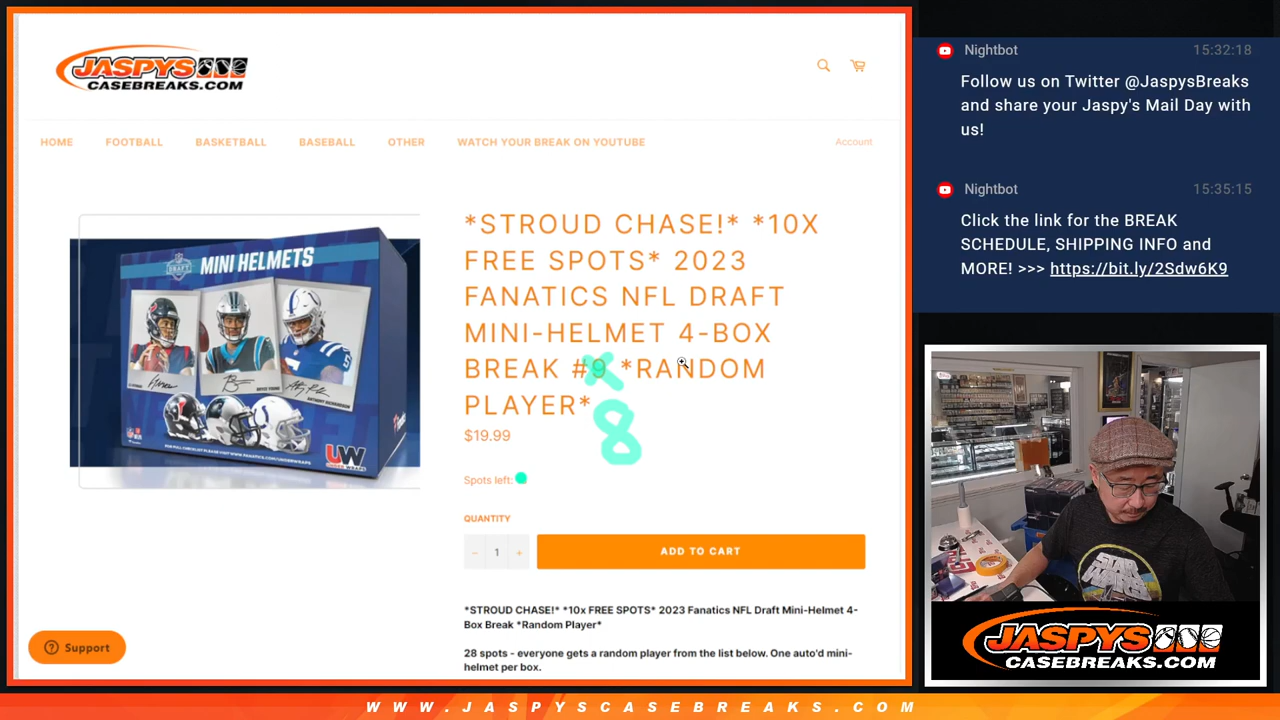 JASPYS
CASEBREAKS.COM
HOME FOOTBALL BASKETBALL BASEBALL OTHER WATCH YOUR BREAK ON YOUTUBE Account
MINI HELMETS
UW
*STROUD CHASE!* *10X
FREE SPOTS* 2023
FANATICS NFL DRAFT
MINI-HELMET 4-BOX
BREAK #9 *RANDOM
PLAYER*
8
$19.99
Spots left:
QUANTITY
− 1 +
ADD TO CART
*STROUD CHASE!* *10x FREE SPOTS* 2023 Fanatics NFL Draft Mini-Helmet 4-
Box Break *Random Player*
28 spots - everyone gets a random player from the list below. One auto'd mini-
helmet per box.
Support
Nightbot 15:32:18
Follow us on Twitter @JaspysBreaks
and share your Jaspy's Mail Day with
us!
Nightbot 15:35:15
Click the link for the BREAK
SCHEDULE, SHIPPING INFO and
MORE! >>> https://bit.ly/2Sdw6K9
STAR
WARS
JASPYS
CASEBREAKS.COM
WWW.JASPYSCASEBREAKS.COM